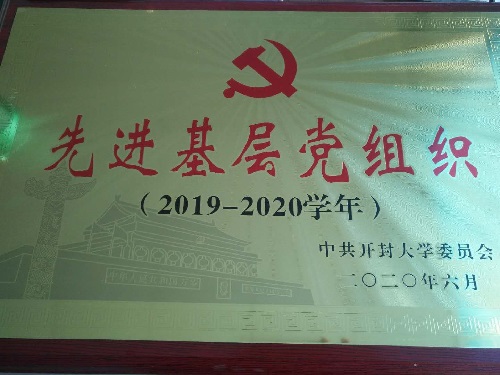 先进基层党组织
（2019-2020学年）
中共开封大学委员会
二〇二〇年六月